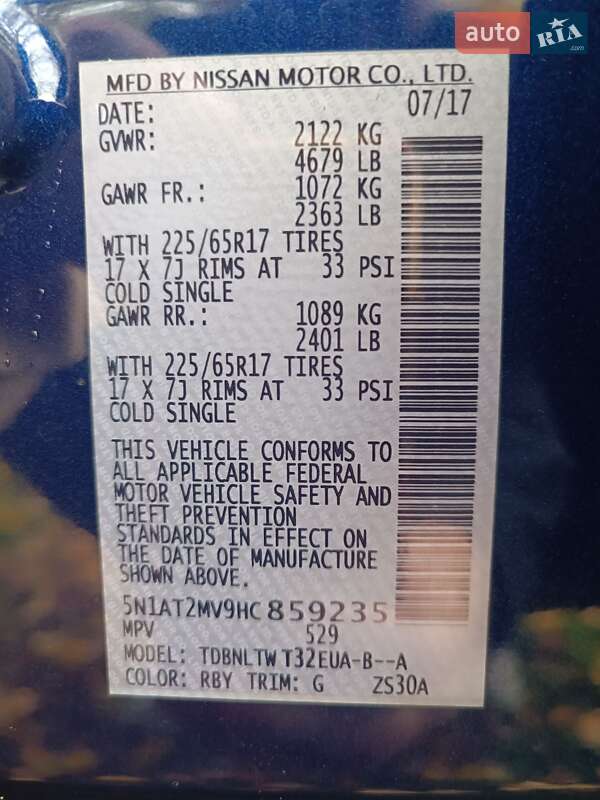 auto RIA.com
MFD BY NISSAN MOTOR CO., LTD.
DATE: 07/17
GVWR: 2122 KG
4679 LB
GAWR FR.: 1072 KG
2363 LB
WITH 225/65R17 TIRES
17 X 7J RIMS AT 33 PSI
COLD SINGLE
GAWR RR.: 1089 KG
2401 LB
WITH 225/65R17 TIRES
17 X 7J RIMS AT 33 PSI
COLD SINGLE
THIS VEHICLE CONFORMS TO
ALL APPLICABLE FEDERAL
MOTOR VEHICLE SAFETY AND
THEFT PREVENTION
STANDARDS IN EFFECT ON
THE DATE OF MANUFACTURE
SHOWN ABOVE.
5N1AT2MV9HC859235
MPV 529
MODEL: TDBNLTW T32EUA-B--A
COLOR: RBY TRIM: G ZS30A